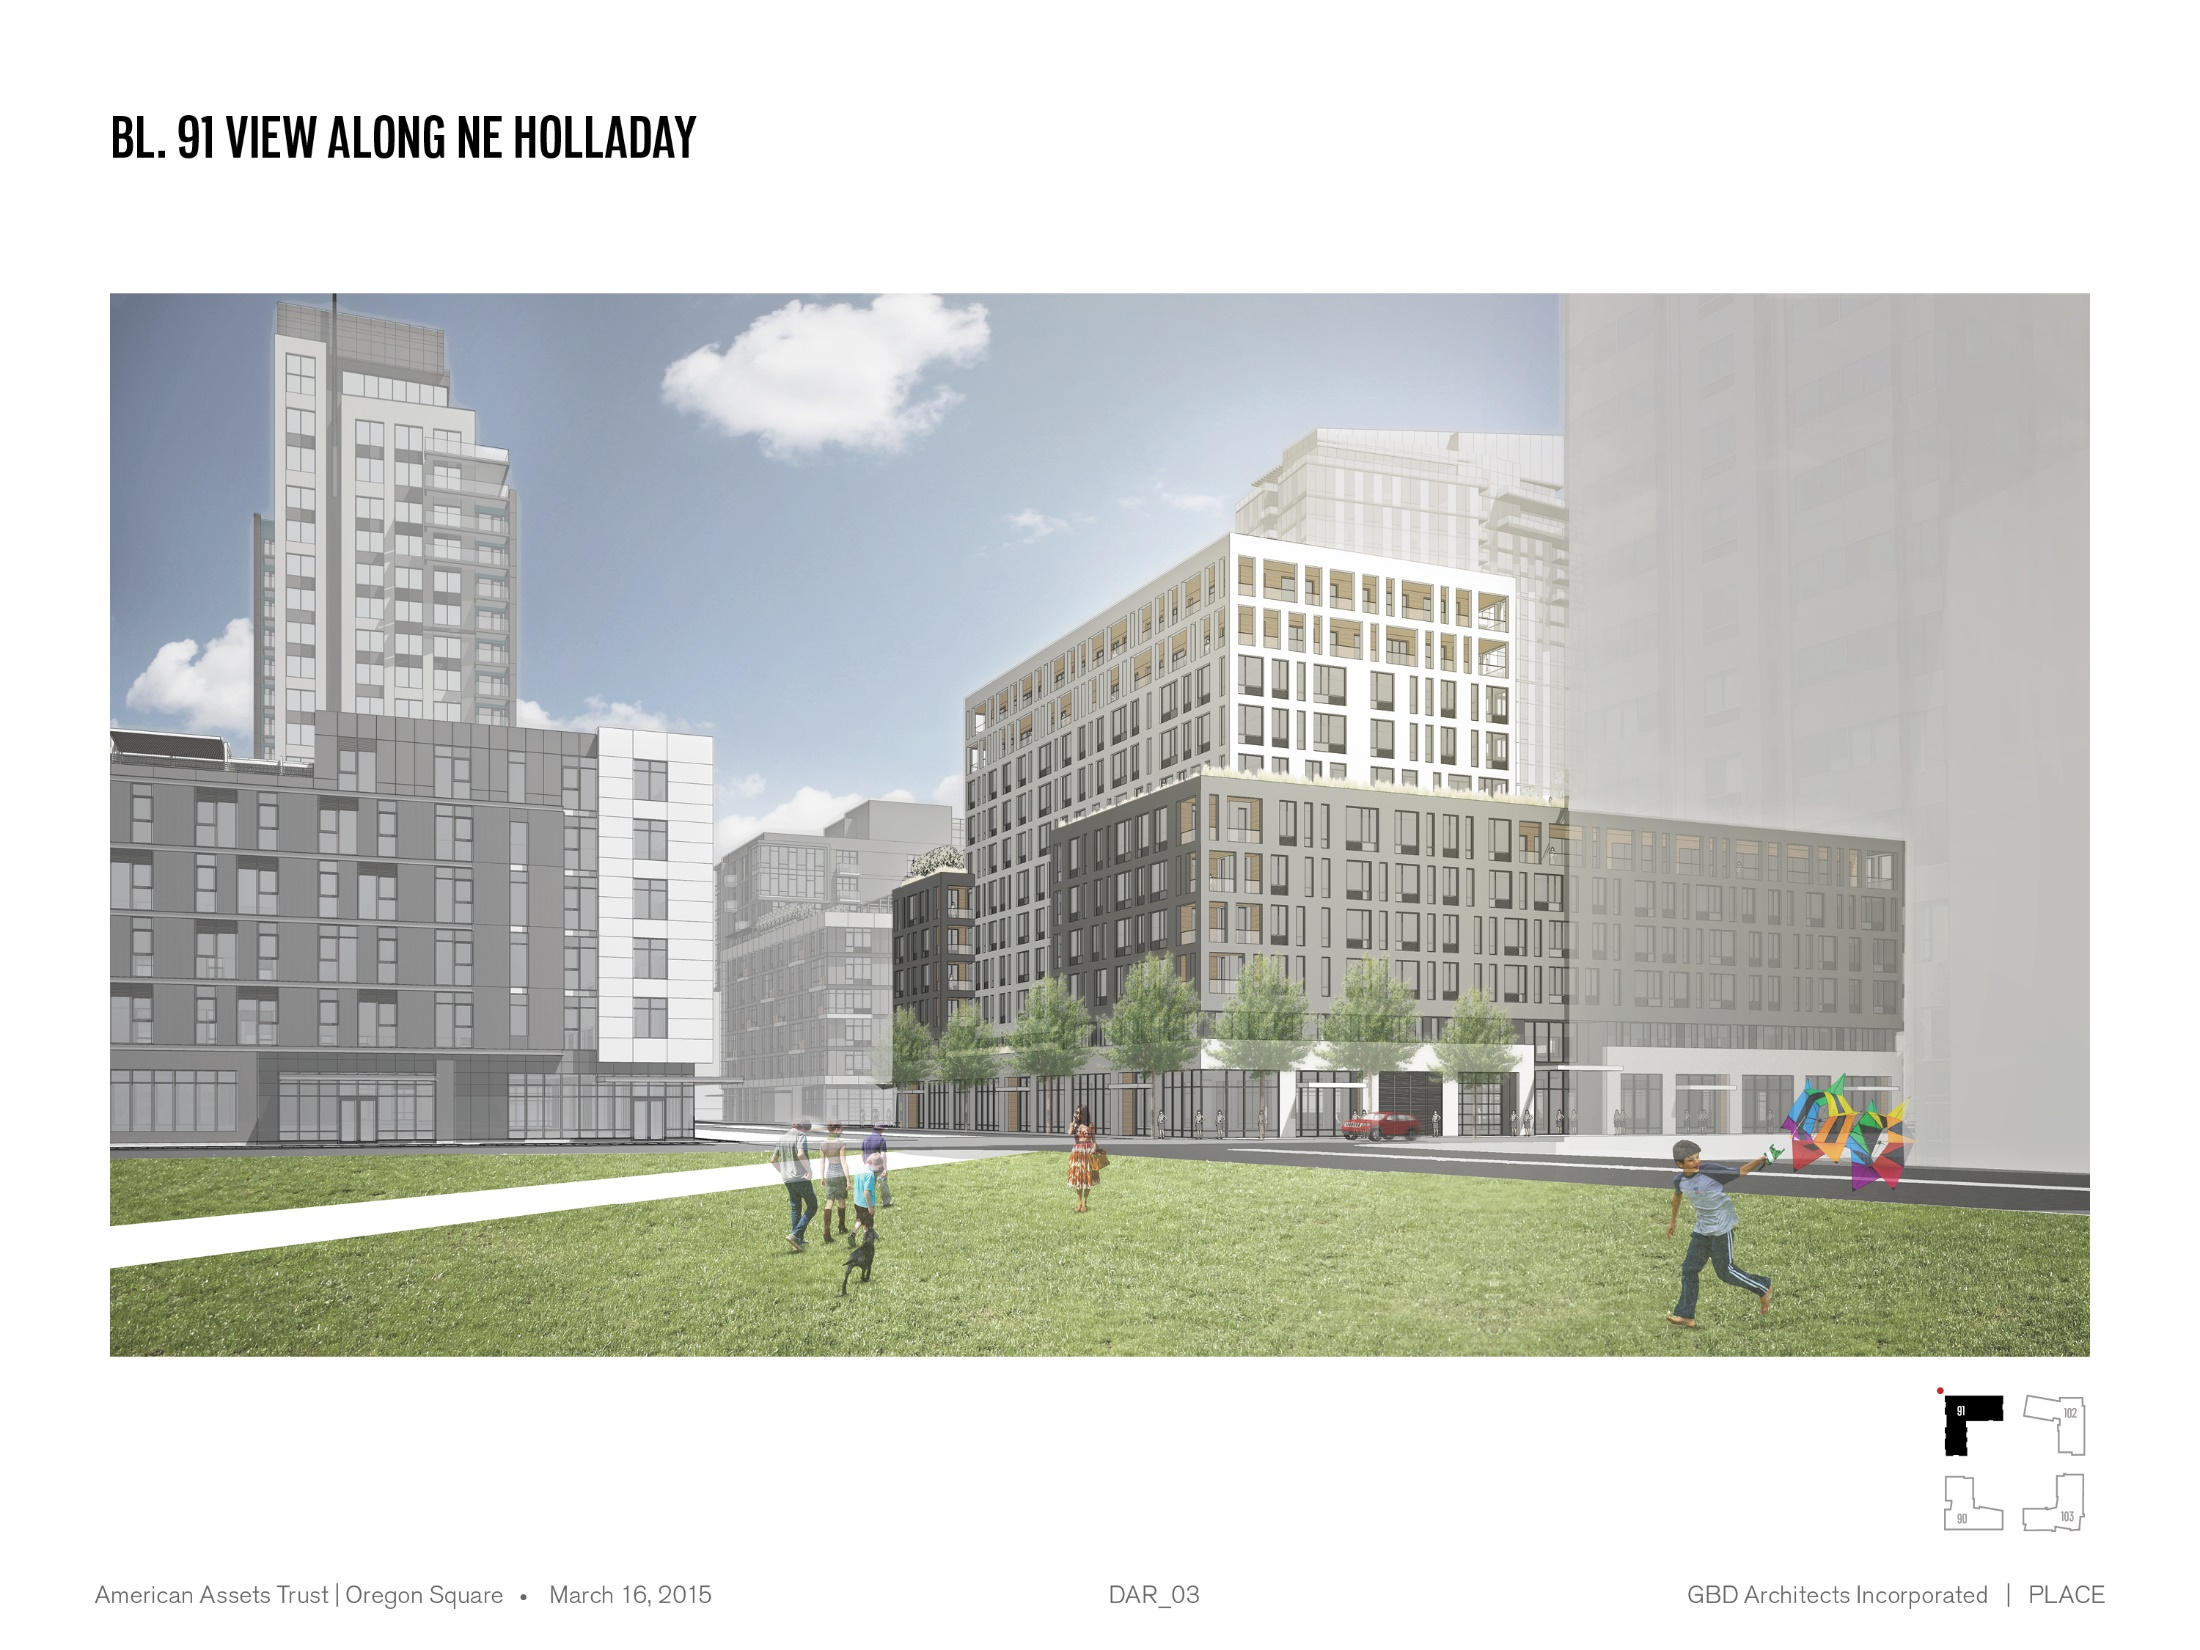 BL. 91 VIEW ALONG NE HOLLADAY
91
102
90
103
American Assets Trust | Oregon Square • March 16, 2015
DAR_03
GBD Architects Incorporated | PLACE